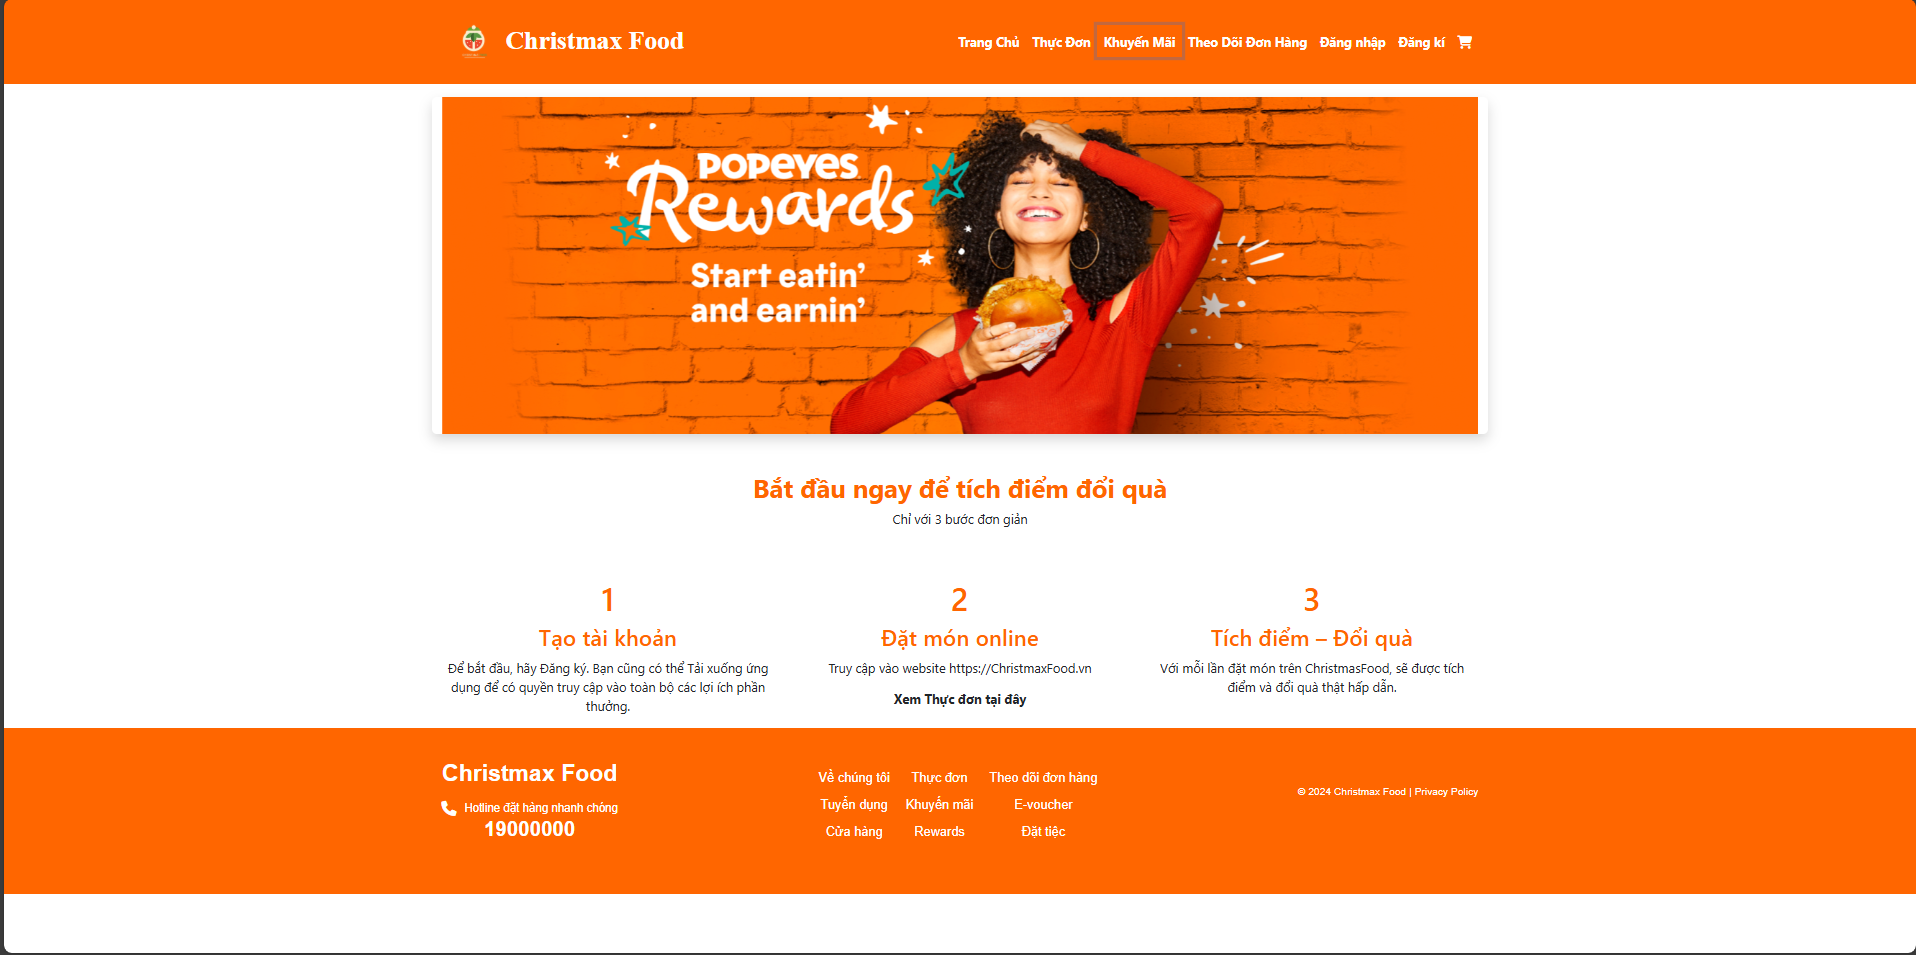 Christmax Food
Trang Chủ Thực Đơn Khuyến Mãi Theo Dõi Đơn Hàng Đăng nhập Đăng kí
POPEYES
Rewards
Start eatin’
and earnin’
Bắt đầu ngay để tích điểm đổi quà
Chỉ với 3 bước đơn giản
1
Tạo tài khoản
Để bắt đầu, hãy Đăng ký. Bạn cũng có thể Tải xuống ứng
dụng để có quyền truy cập vào toàn bộ các lợi ích phần
thưởng.
2
Đặt món online
Truy cập vào website https://ChristmaxFood.vn
Xem Thực đơn tại đây
3
Tích điểm – Đổi quà
Với mỗi lần đặt món trên ChristmasFood, sẽ được tích
điểm và đổi quà thật hấp dẫn.
Christmax Food
Hotline đặt hàng nhanh chóng
19000000
Về chúng tôi Thực đơn Theo dõi đơn hàng
Tuyển dụng Khuyến mãi E-voucher
Cửa hàng Rewards Đặt tiệc
© 2024 Christmax Food | Privacy Policy